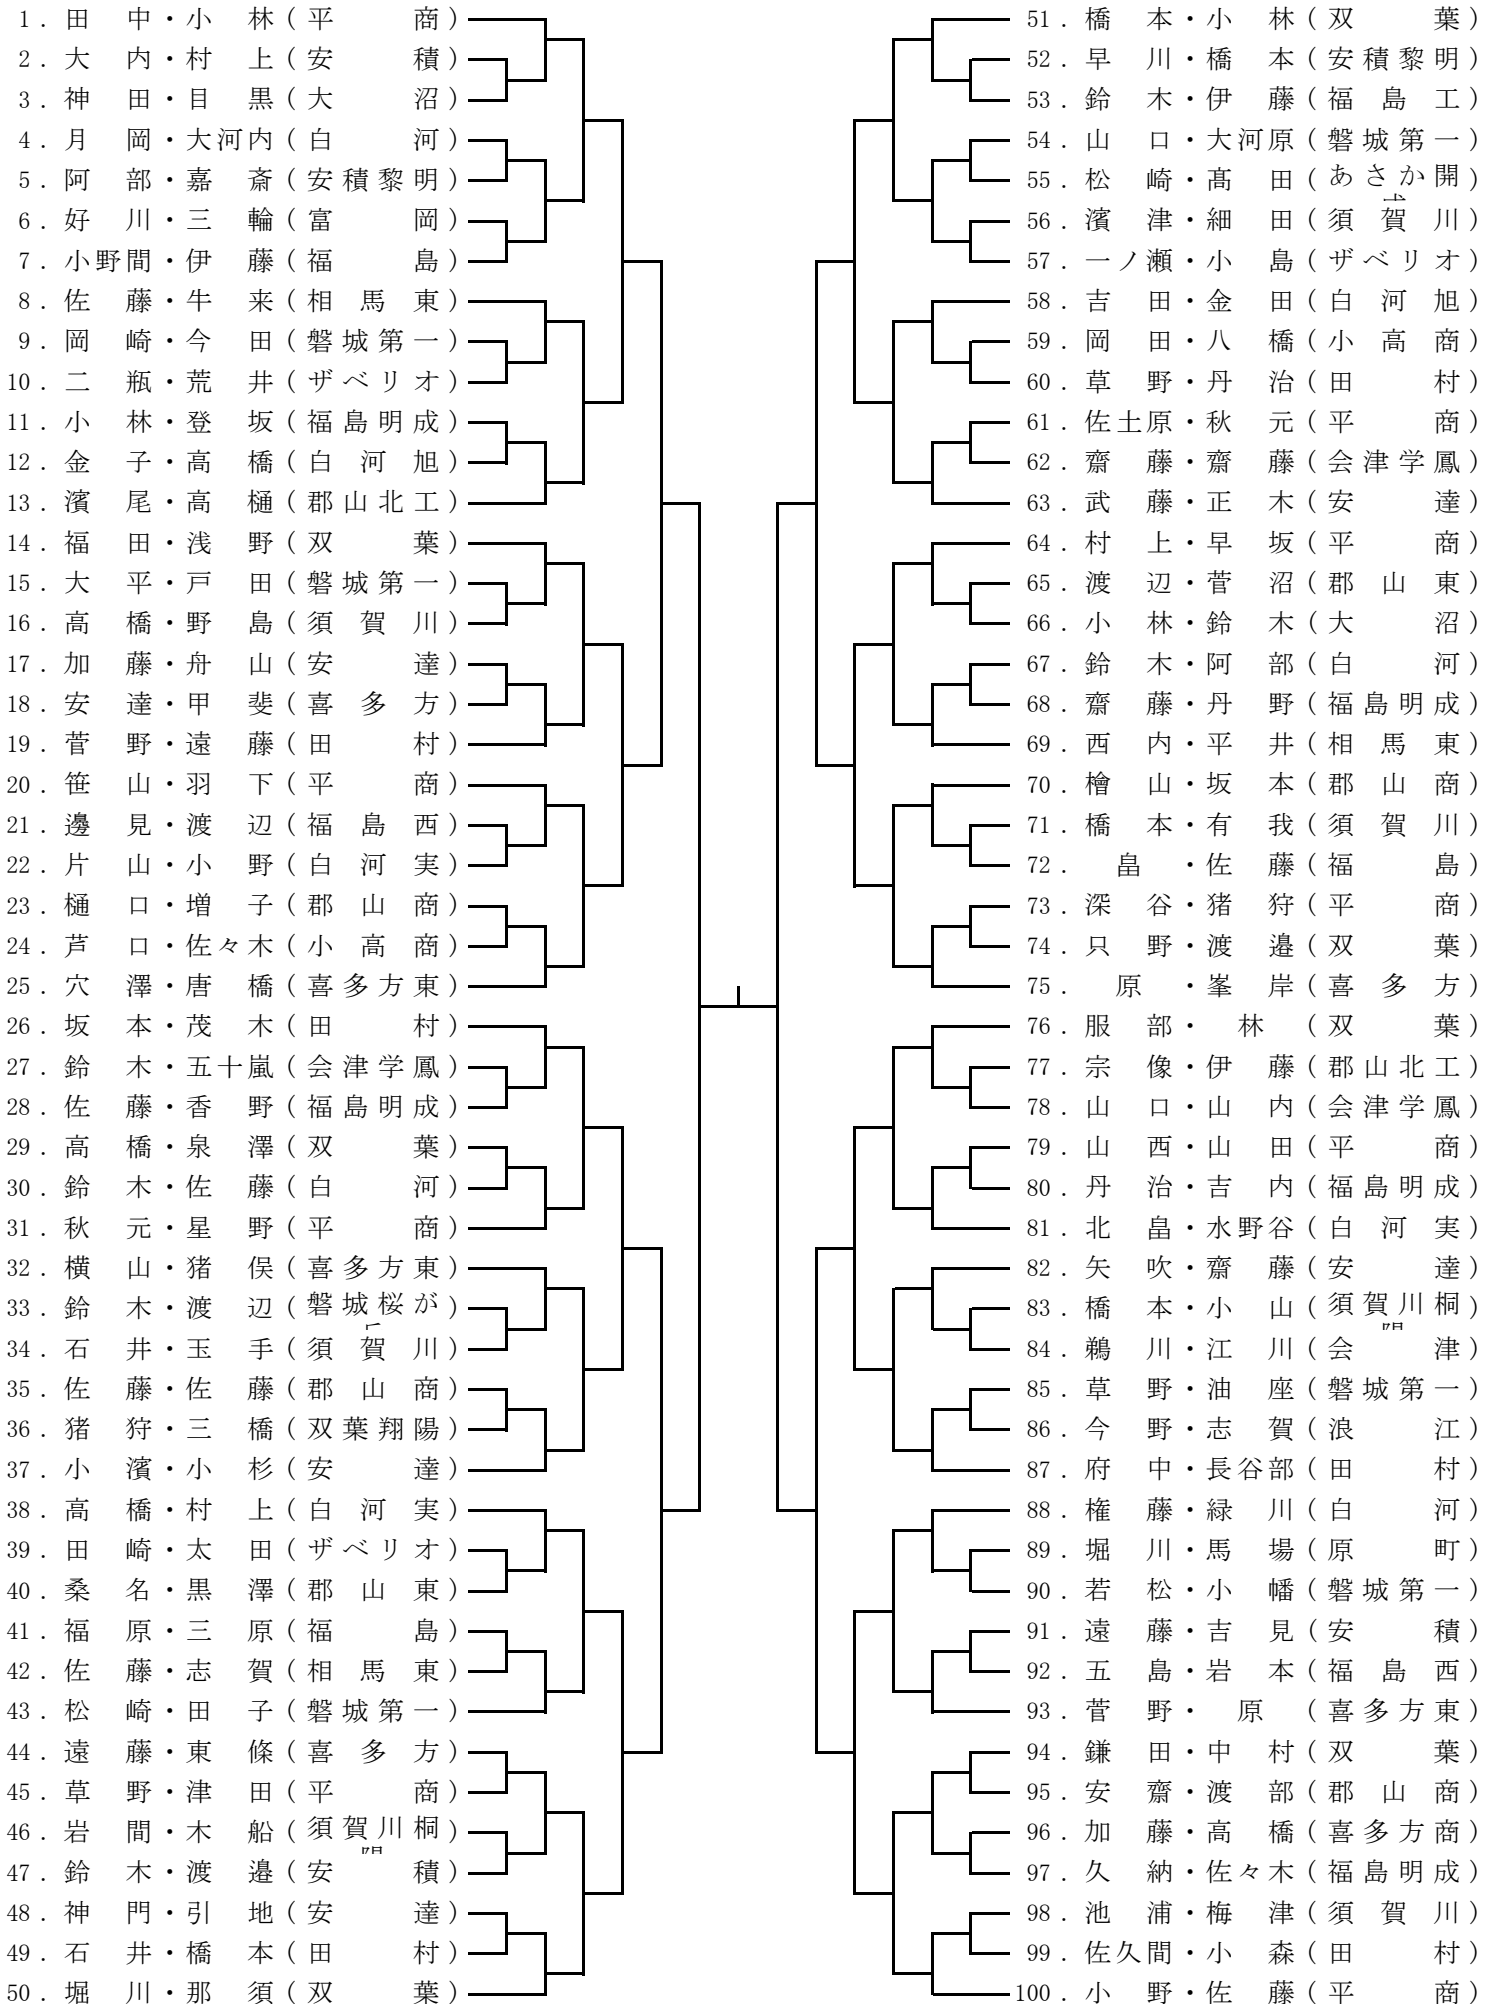 1．田中・小林（平商）
2．大内・村上（安積）
3．神田・目黒（大沼）
4．月岡・大河内（白河）
5．阿部・嘉斎（安積黎明）
6．好川・三輪（富岡）
7．小野間・伊藤（福島）
8．佐藤・牛来（相馬東）
9．岡崎・今田（磐城第一）
10．二瓶・荒井（ザベリオ）
11．小林・登坂（福島明成）
12．金子・高橋（白河旭）
13．濱尾・高樋（郡山北工）
14．福田・浅野（双葉）
15．大平・戸田（磐城第一）
16．高橋・野島（須賀川）
17．加藤・舟山（安達）
18．安達・甲斐（喜多方）
19．菅野・遠藤（田村）
20．笹山・羽下（平商）
21．邊見・渡辺（福島西）
22．片山・小野（白河実）
23．樋口・増子（郡山商）
24．芦口・佐々木（小高商）
25．穴澤・唐橋（喜多方東）
26．坂本・茂木（田村）
27．鈴木・五十嵐（会津学鳳）
28．佐藤・香野（福島明成）
29．高橋・泉澤（双葉）
30．鈴木・佐藤（白河）
31．秋元・星野（平商）
32．横山・猪俣（喜多方東）
33．鈴木・渡辺（磐城桜が）
34．石井・玉手（須賀川）
35．佐藤・佐藤（郡山商）
36．猪狩・三橋（双葉翔陽）
37．小濱・小杉（安達）
38．高橋・村上（白河実）
39．田崎・太田（ザベリオ）
40．桑名・黒澤（郡山東）
41．福原・三原（福島）
42．佐藤・志賀（相馬東）
43．松崎・田子（磐城第一）
44．遠藤・東條（喜多方）
45．草野・津田（平商）
46．岩間・木船（須賀川桐）
47．鈴木・渡邉（安積）
48．神門・引地（安達）
49．石井・橋本（田村）
50．堀川・那須（双葉）
51．橋本・小林（双葉）
52．早川・橋本（安積黎明）
53．鈴木・伊藤（福島工）
54．山口・大河原（磐城第一）
55．松崎・髙田（あさか開）
56．濱津・細田（須賀川）
57．一ノ瀬・小島（ザベリオ）
58．吉田・金田（白河旭）
59．岡田・八橋（小高商）
60．草野・丹治（田村）
61．佐土原・秋元（平商）
62．齋藤・齋藤（会津学鳳）
63．武藤・正木（安達）
64．村上・早坂（平商）
65．渡辺・菅沼（郡山東）
66．小林・鈴木（大沼）
67．鈴木・阿部（白河）
68．齋藤・丹野（福島明成）
69．西内・平井（相馬東）
70．檜山・坂本（郡山商）
71．橋本・有我（須賀川）
72．畠・佐藤（福島）
73．深谷・猪狩（平商）
74．只野・渡邉（双葉）
75．原・峯岸（喜多方）
76．服部・林（双葉）
77．宗像・伊藤（郡山北工）
78．山口・山内（会津学鳳）
79．山西・山田（平商）
80．丹治・吉内（福島明成）
81．北畠・水野谷（白河実）
82．矢吹・齋藤（安達）
83．橋本・小山（須賀川桐）
84．鵜川・江川（会津）
85．草野・油座（磐城第一）
86．今野・志賀（浪江）
87．府中・長谷部（田村）
88．権藤・緑川（白河）
89．堀川・馬場（原町）
90．若松・小幡（磐城第一）
91．遠藤・吉見（安積）
92．五島・岩本（福島西）
93．菅野・原（喜多方東）
94．鎌田・中村（双葉）
95．安齋・渡部（郡山商）
96．加藤・高橋（喜多方商）
97．久納・佐々木（福島明成）
98．池浦・梅津（須賀川）
99．佐久間・小森（田村）
100．小野・佐藤（平商）